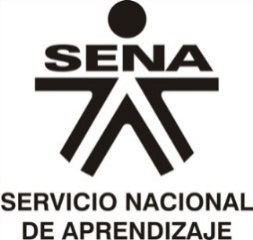 SENA
SERVICIO NACIONAL
DE APRENDIZAJE